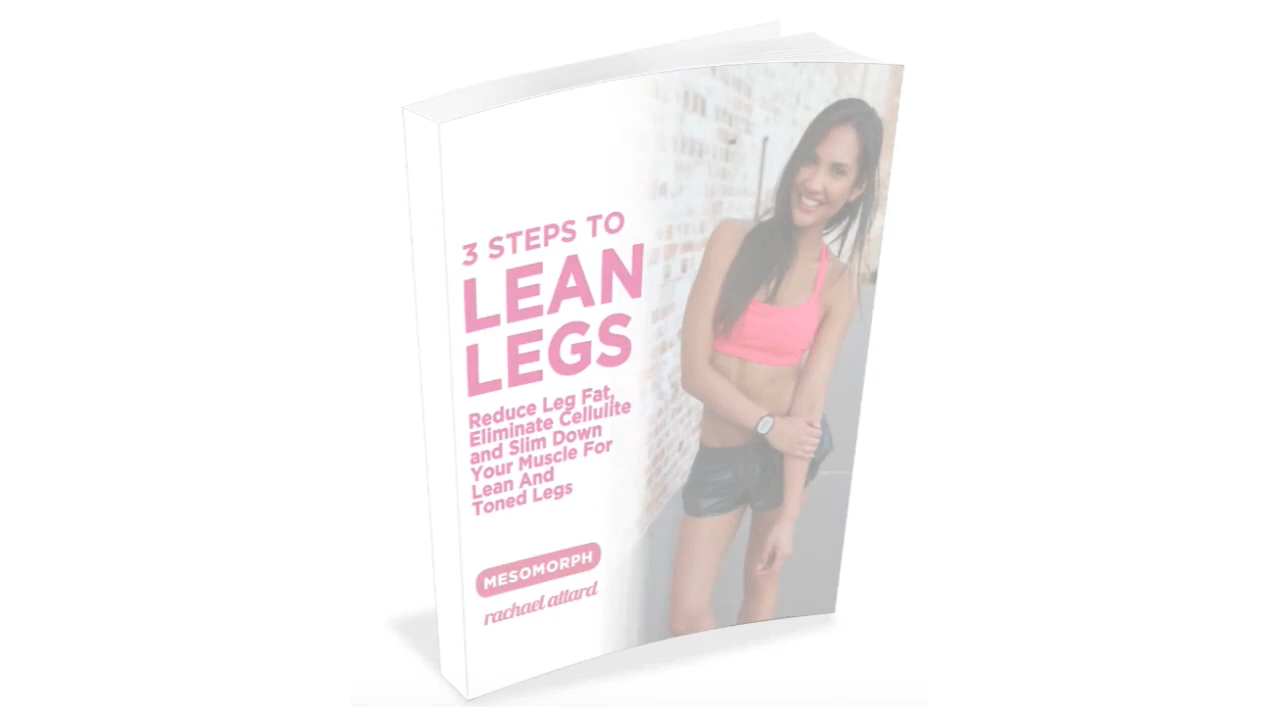 3 STEPS TO
LEAN
LEGS
Reduce Leg Fat,
Eliminate Cellulite
and Slim Down
Your Muscle For
Lean And
Toned Legs
MESOMORPH
rachael attard